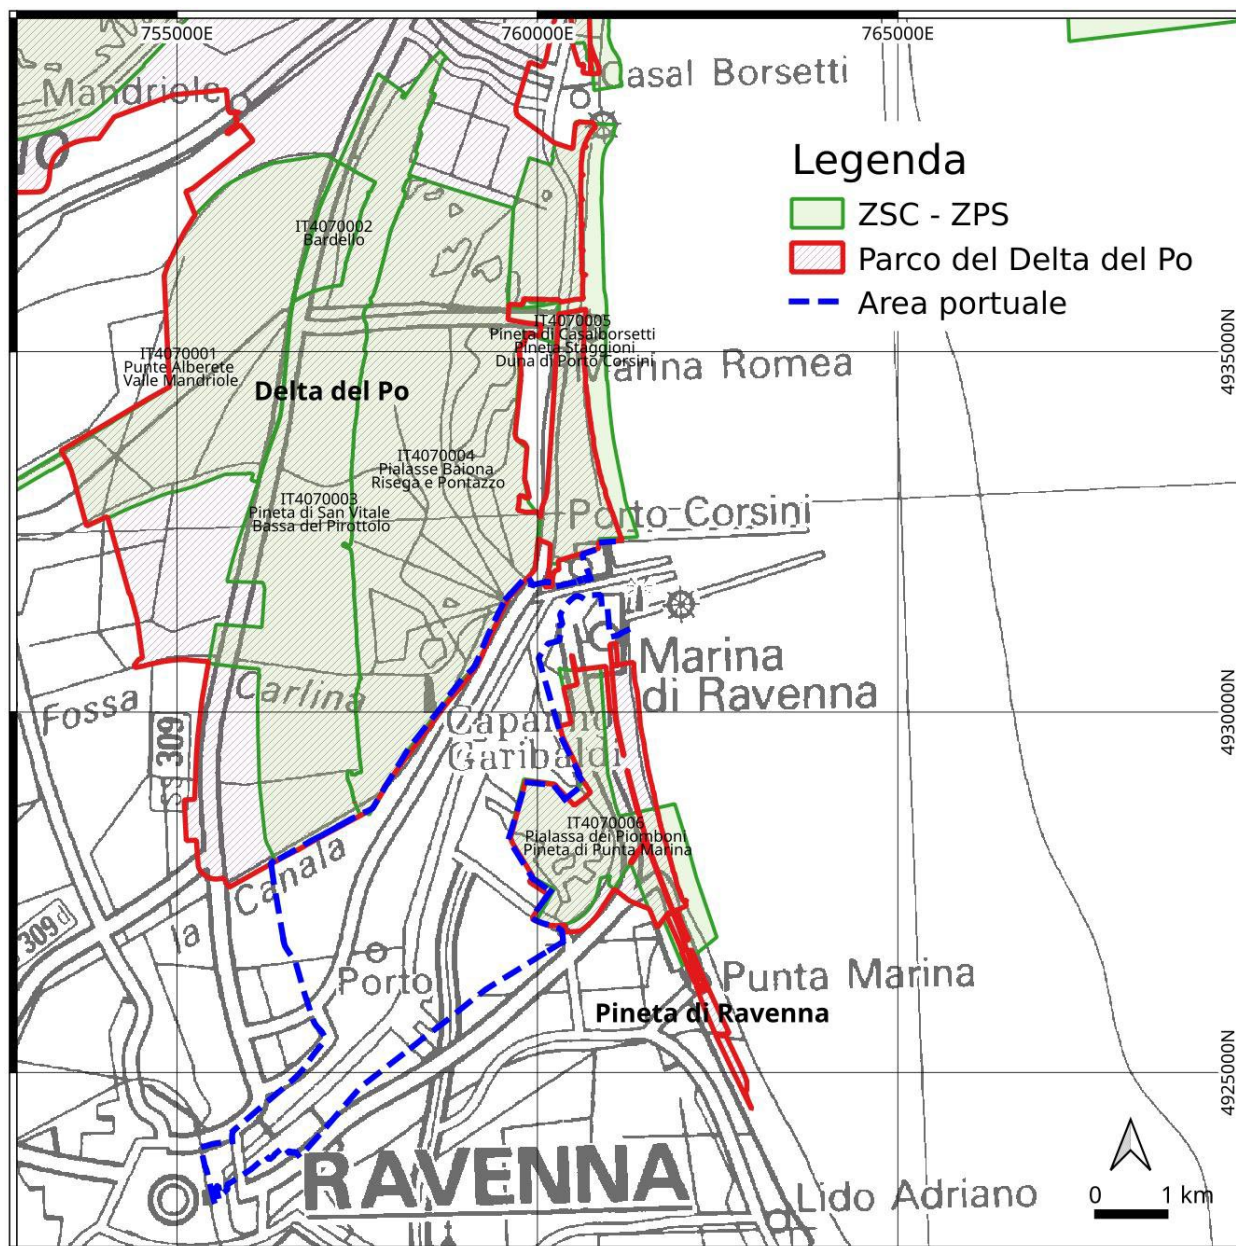 755000E
760000E
765000E
Casal Borsetti
Mandriole
Legenda
ZSC - ZPS
Parco del Delta del Po
Area portuale
IT4070002
Bardello
4935000N
IT4070005
Pineta di Casalborsetti
Pineta Staggioni
Duna di Porto Corsini
Marina Romea
IT4070001
Punte Alberete
Valle Mandriole
Delta del Po
IT4070004
Pialasse Baiona
Risega e Pontazzo
IT4070003
Pineta di San Vitale
Bassa del Pirottolo
Porto Corsini
Marina
di Ravenna
Fossa
Carlina
SS 309
Capanno
Garibaldi
4930000N
IT4070006
Pialassa dei Piomboni
Pineta di Punta Marina
la Canala
309 d
Porto
Punta Marina
Pineta di Ravenna
4925000N
RAVENNA
Lido Adriano
0 1 km